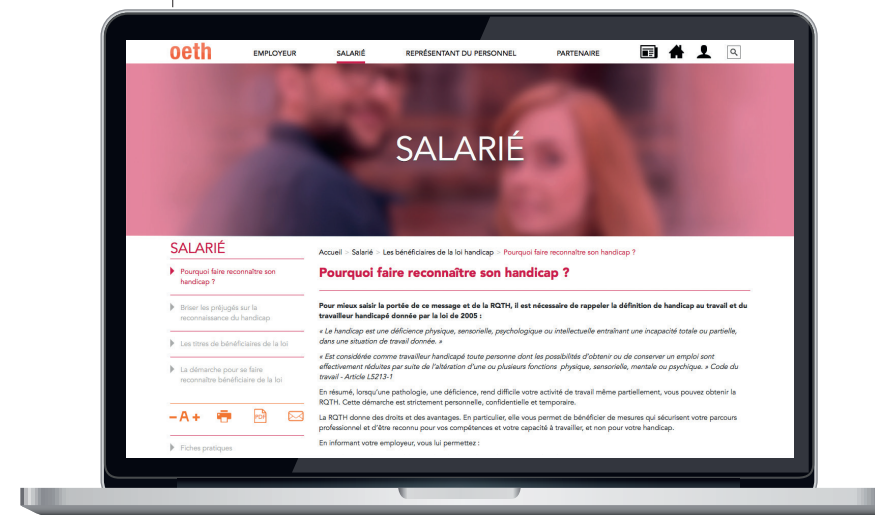 oeth EMPLOYEUR SALARIÉ REPRÉSENTANT DU PERSONNEL PARTENAIRE
SALARIÉ
SALARIÉ
Pourquoi faire reconnaître son
handicap ?
Briser les préjugés sur la
reconnaissance du handicap
Les titres de bénéficiaires de la loi
La démarche pour se faire
reconnaître bénéficiaire de la loi
- A + PDF
Fiches pratiques
Accueil > Salarié > Les bénéficiaires de la loi handicap > Pourquoi faire reconnaître son handicap ?
Pourquoi faire reconnaître son handicap ?
Pour mieux saisir la portée de ce message et de la RQTH, il est nécessaire de rappeler la définition de handicap au travail et du
travailleur handicapé donnée par la loi de 2005 :
« Le handicap est une déficience physique, sensorielle, psychologique ou intellectuelle entraînant une incapacité totale ou partielle,
dans une situation de travail donnée. »
« Est considérée comme travailleur handicapé toute personne dont les possibilités d'obtenir ou de conserver un emploi sont
effectivement réduites par suite de l'altération d'une ou plusieurs fonctions physique, sensorielle, mentale ou psychique. » Code du
travail - Article L5213-1
En résumé, lorsqu'une pathologie, une déficience, rend difficile votre activité de travail même partiellement, vous pouvez obtenir la
RQTH. Cette démarche est strictement personnelle, confidentielle et temporaire.
La RQTH donne des droits et des avantages. En particulier, elle vous permet de bénéficier de mesures qui sécurisent votre parcours
professionnel et d'être reconnu pour vos compétences et votre capacité à travailler, et non pour votre handicap.
En informant votre employeur, vous lui permettez :